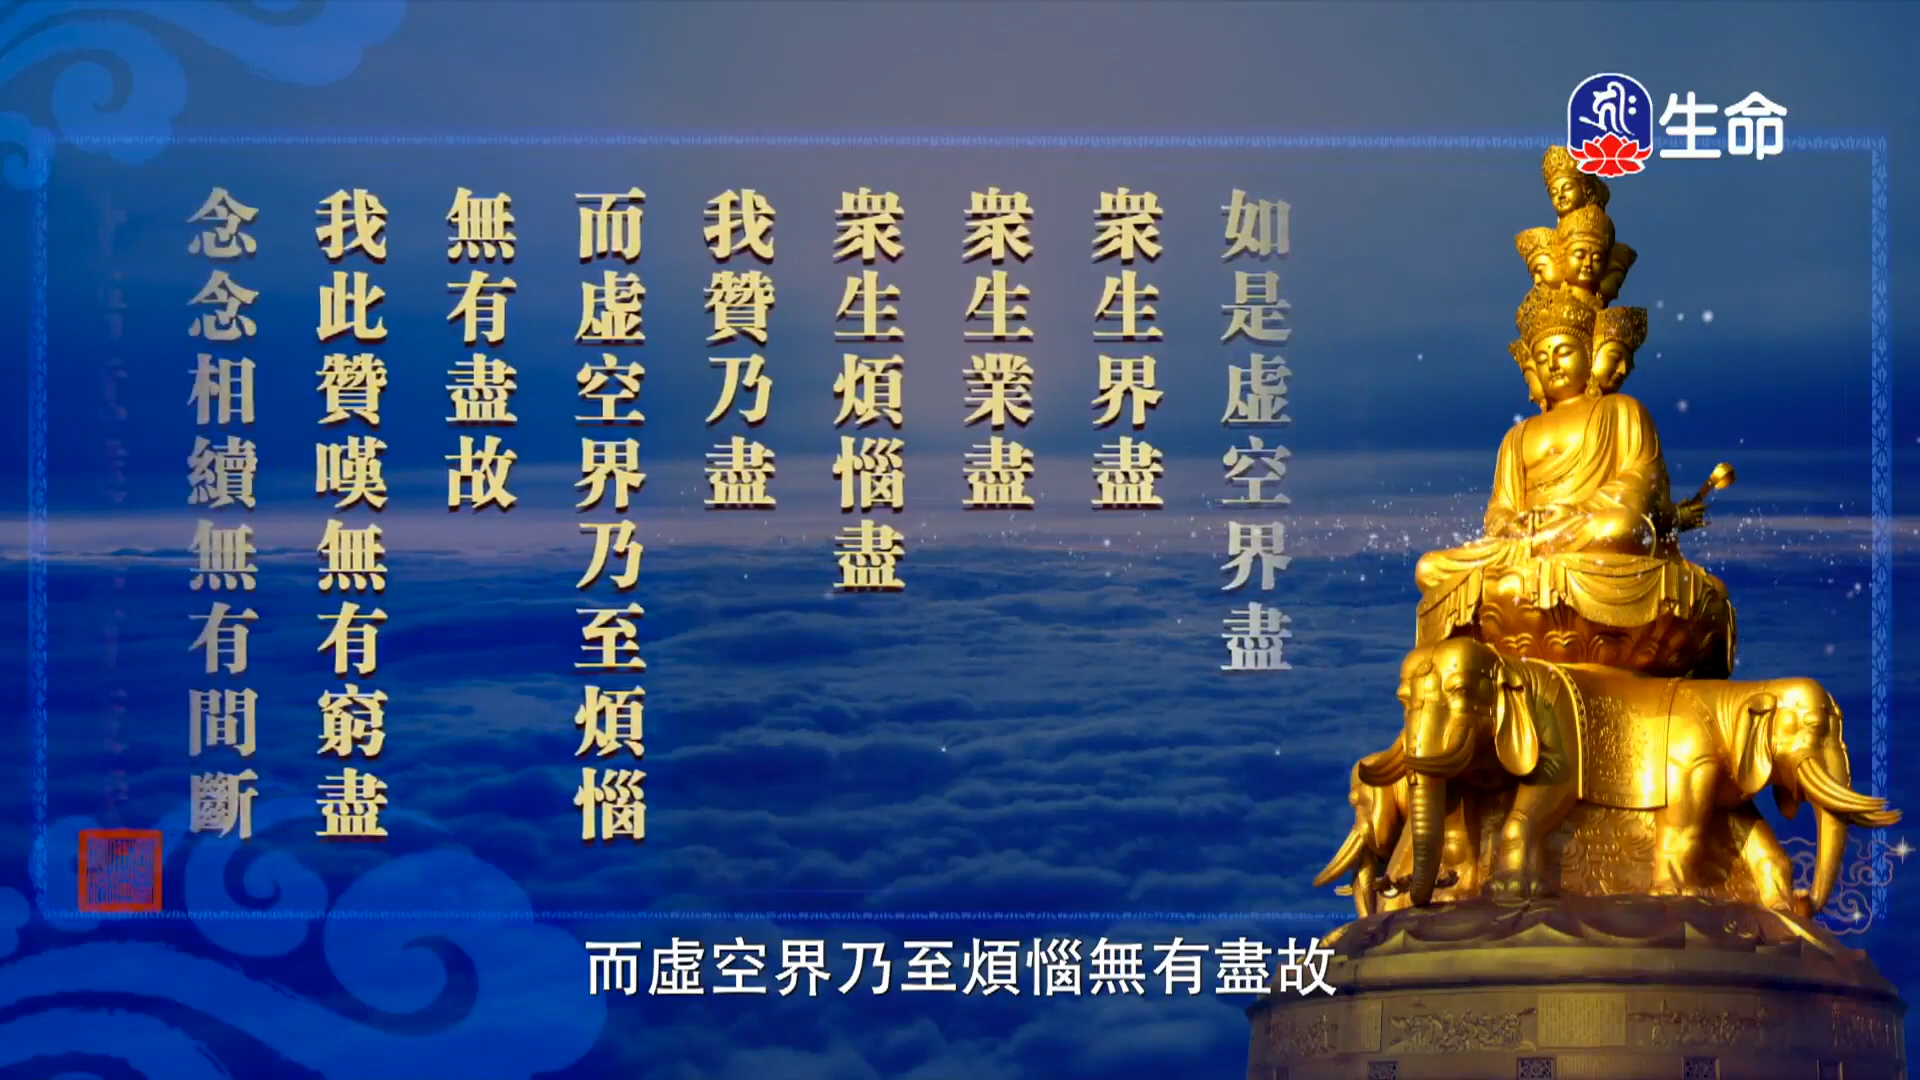 生命
如是虛空界盡
衆生界盡
衆生業盡
衆生煩惱盡
我贊乃盡
而虛空界乃至煩惱
無有盡故
我此贊嘆無有窮盡
念念相續無有間斷
而虛空界乃至煩惱無有盡故